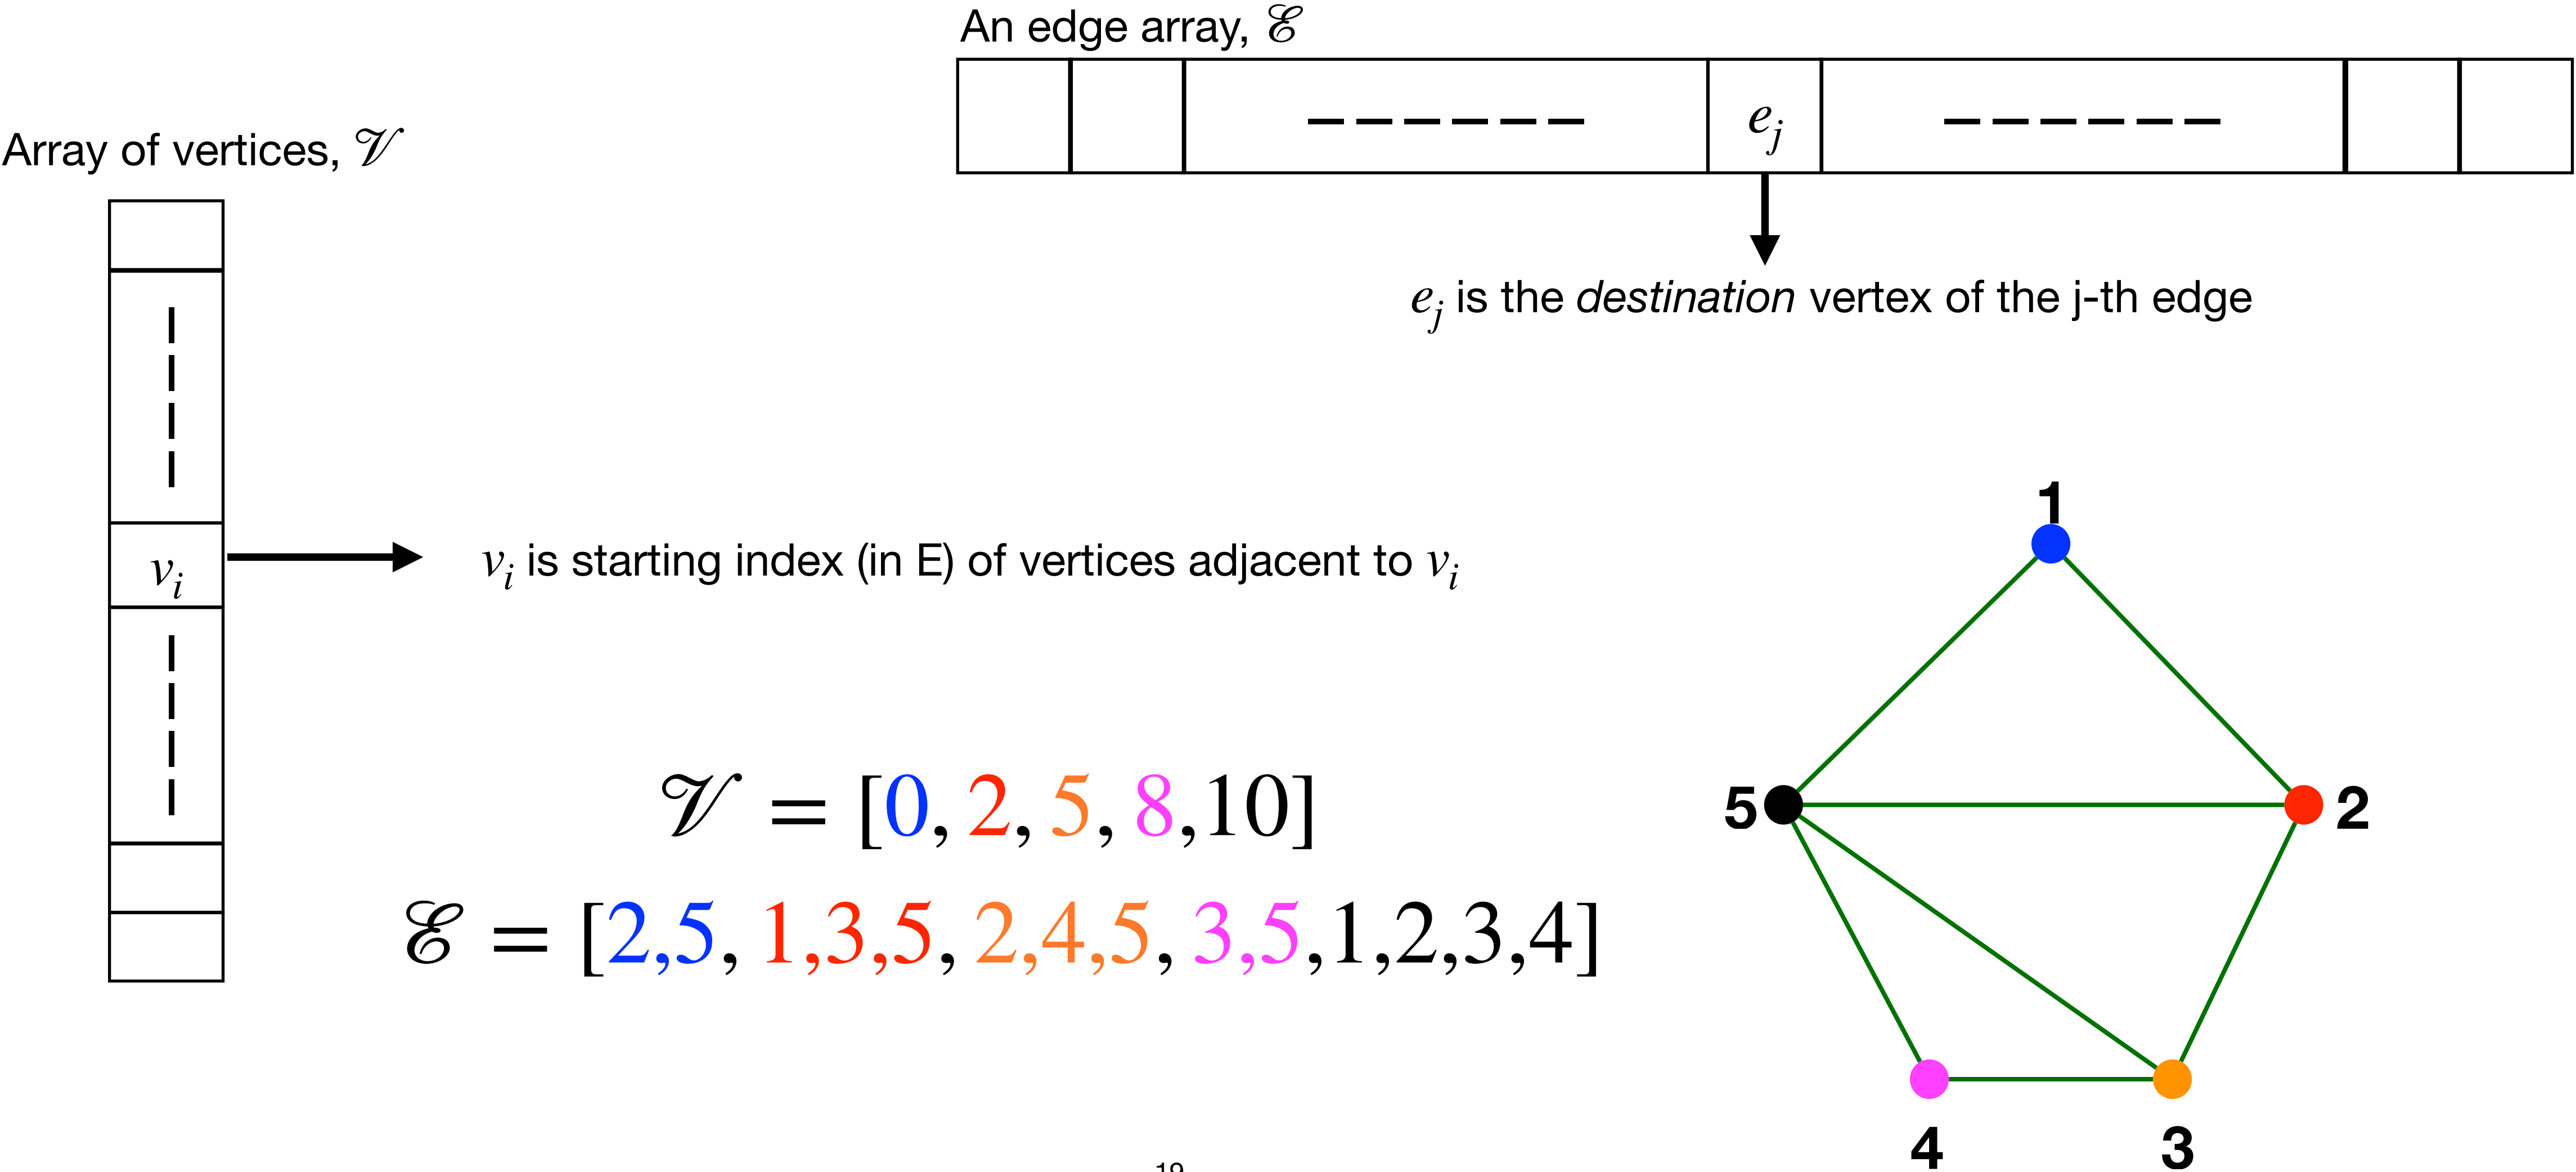 An edge array, ℰ
e_j
e_j is the destination vertex of the j-th edge
Array of vertices, 𝒱
v_i
v_i is starting index (in E) of vertices adjacent to v_i
𝒱 = [0, 2, 5, 8,10]
ℰ = [2,5, 1,3,5, 2,4,5, 3,5,1,2,3,4]
1
5
2
4
3